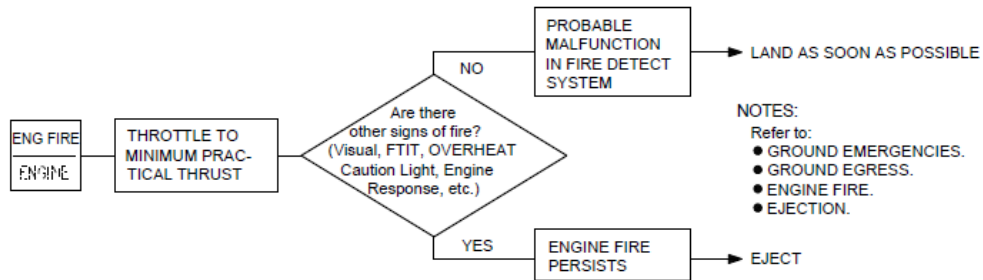 ENG FIRE
ENGINE
THROTTLE TO
MINIMUM PRAC-
TICAL THRUST
Are there
other signs of fire?
(Visual, FTIT, OVERHEAT
Caution Light, Engine
Response, etc.)
NO
PROBABLE
MALFUNCTION
IN FIRE DETECT
SYSTEM
LAND AS SOON AS POSSIBLE
YES
ENGINE FIRE
PERSISTS
EJECT
NOTES:
Refer to:
● GROUND EMERGENCIES.
● GROUND EGRESS.
● ENGINE FIRE.
● EJECTION.